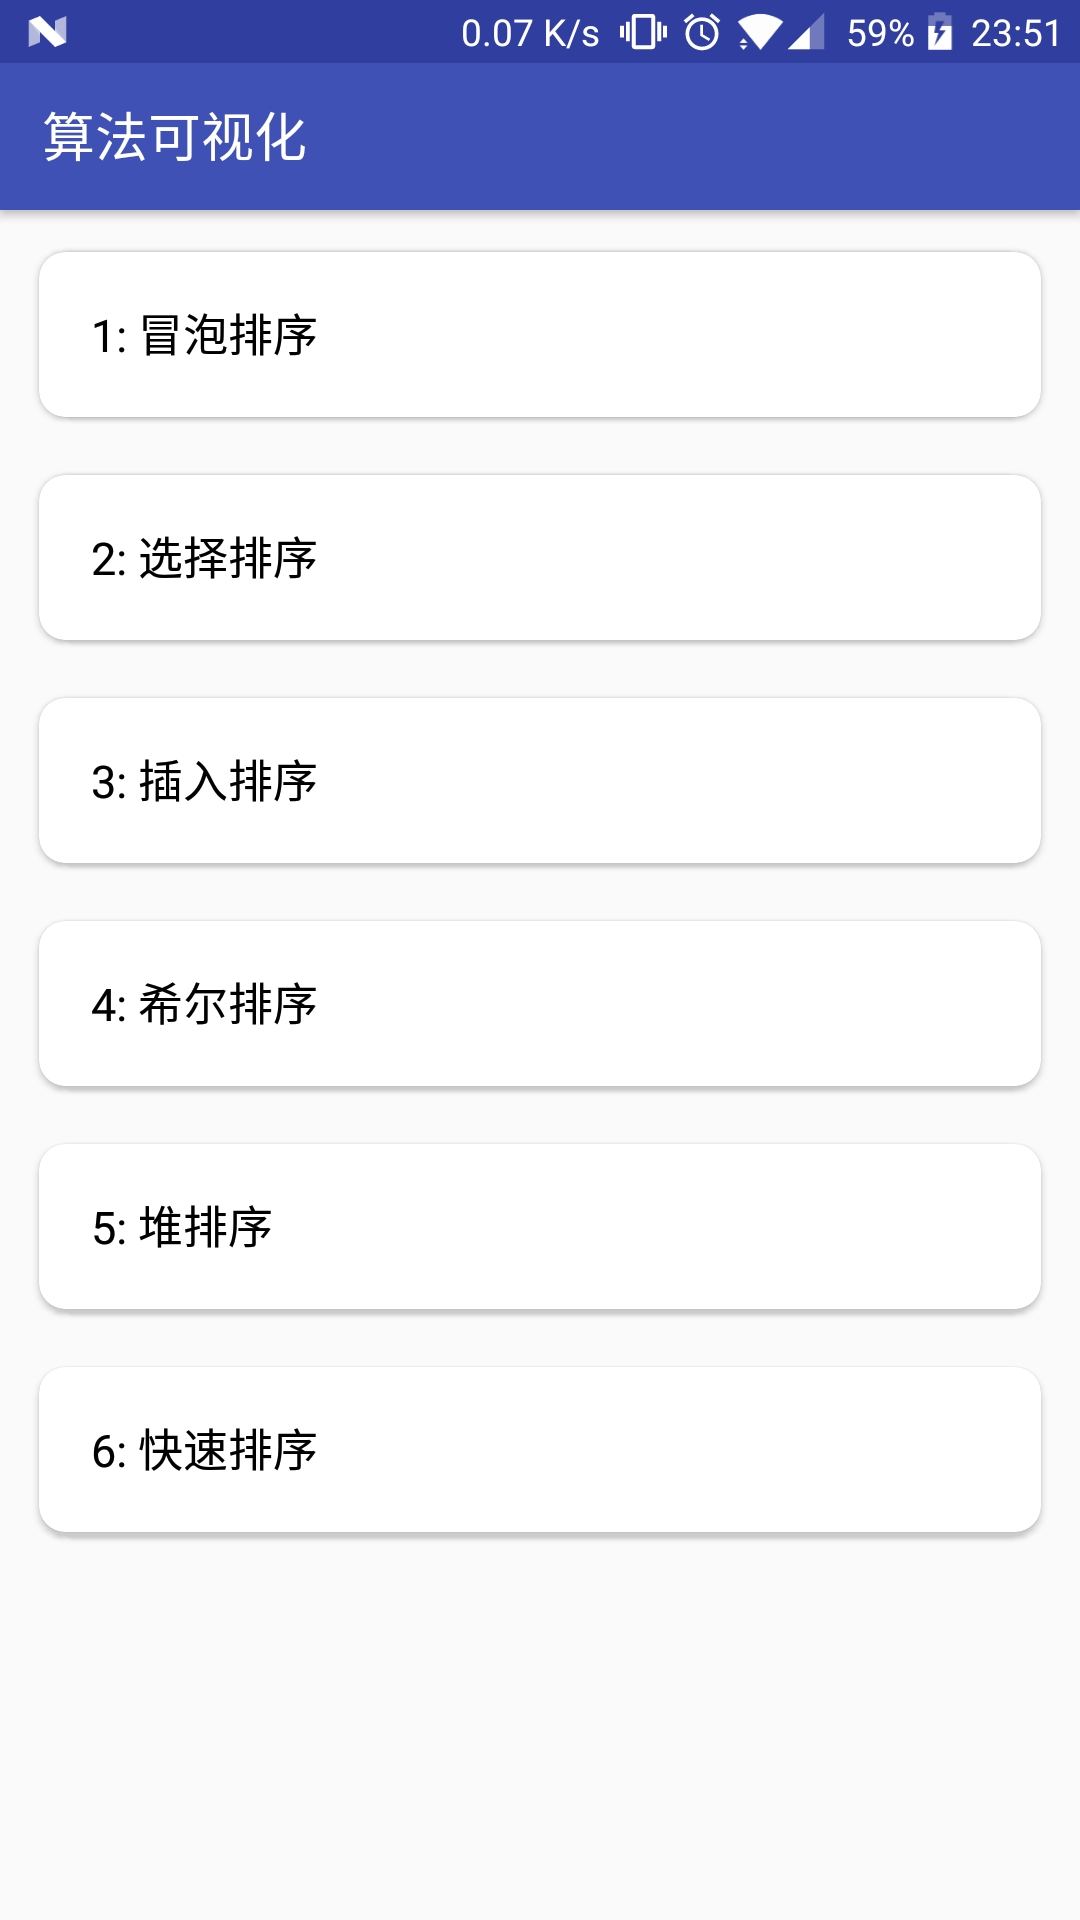 0.07 K/s 59% 23:51
算法可视化
1: 冒泡排序
2: 选择排序
3: 插入排序
4: 希尔排序
5: 堆排序
6: 快速排序